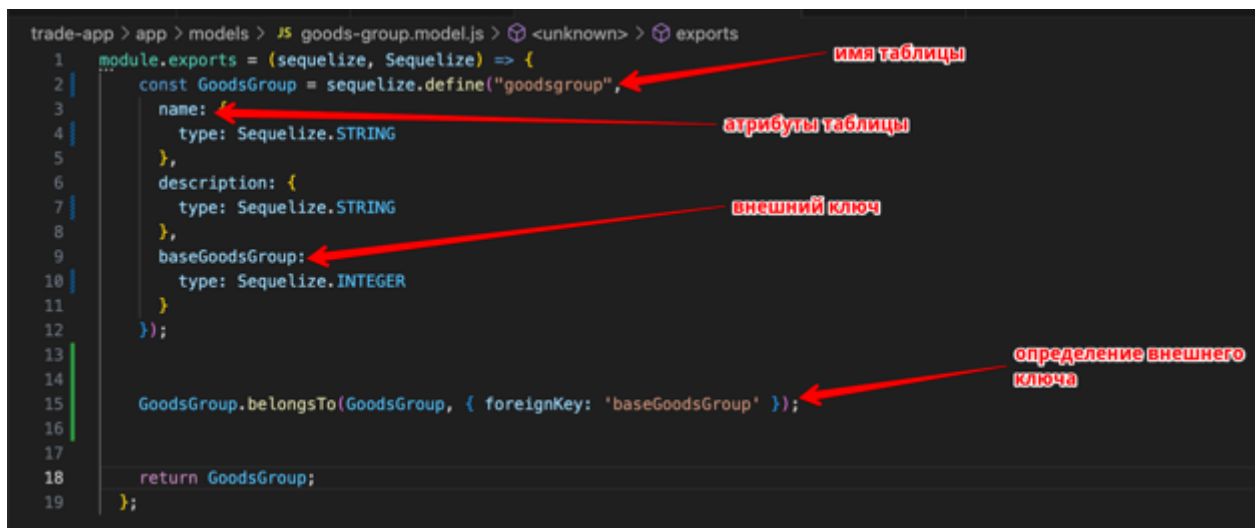 trade-app > app > models > JS goods-group.model.js > <unknown> > exports
1 module.exports = (sequelize, Sequelize) => {
имя таблицы
2 const GoodsGroup = sequelize.define("goodsgroup",
3 name: {
атрибуты таблицы
4 type: Sequelize.STRING
5 },
6 description: {
7 type: Sequelize.STRING
внешний ключ
8 },
9 baseGoodsGroup:
10 type: Sequelize.INTEGER
11 }
12 });
13
определение внешнего
14
ключа
15 GoodsGroup.belongsTo(GoodsGroup, { foreignKey: 'baseGoodsGroup' });
16
17
18 return GoodsGroup;
19 };